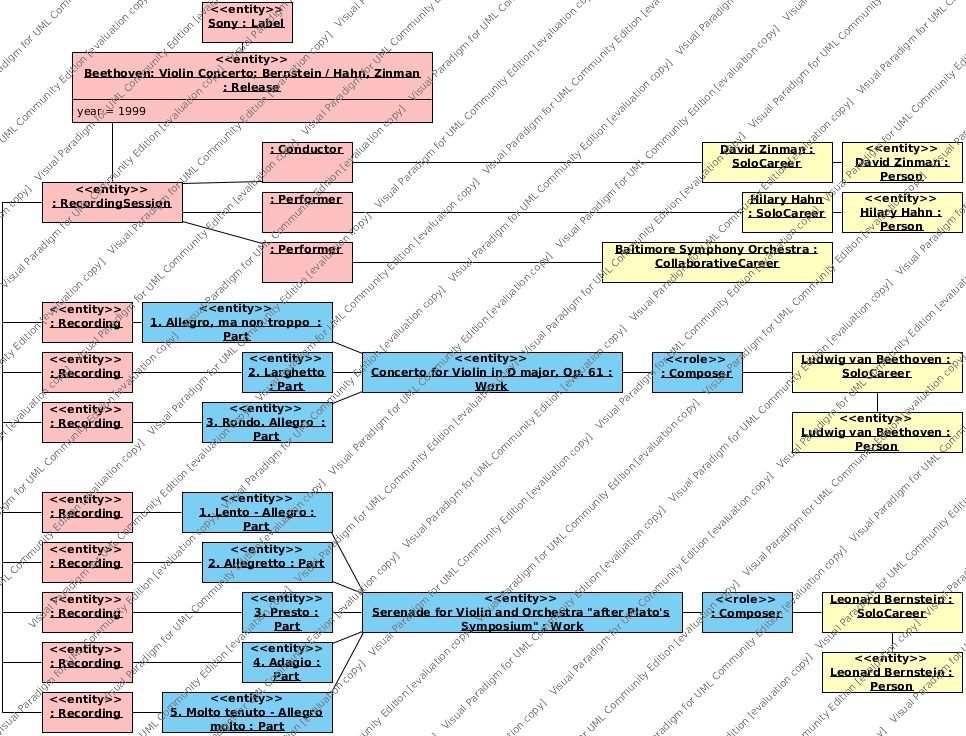 <<entity>>
Sony : Label
<<entity>>
Beethoven: Violin Concerto; Bernstein / Hahn, Zinman
: Release
year = 1999
: Conductor
David Zinman :
SoloCareer
<<entity>>
David Zinman :
Person
<<entity>>
: RecordingSession
: Performer
Hilary Hahn
: SoloCareer
<<entity>>
Hilary Hahn :
Person
: Performer
Baltimore Symphony Orchestra :
CollaborativeCareer
<<entity>>
: Recording
<<entity>>
1. Allegro, ma non troppo :
Part
<<entity>>
: Recording
<<entity>>
2. Larghetto
: Part
<<entity>>
Concerto for Violin in D major, Op. 61 :
Work
<<role>>
: Composer
Ludwig van Beethoven :
SoloCareer
<<entity>>
: Recording
<<entity>>
3. Rondo. Allegro :
Part
<<entity>>
Ludwig van Beethoven :
Person
<<entity>>
: Recording
<<entity>>
1. Lento - Allegro :
Part
<<entity>>
: Recording
<<entity>>
2. Allegretto : Part
<<entity>>
: Recording
<<entity>>
3. Presto :
Part
<<entity>>
Serenade for Violin and Orchestra "after Plato's
Symposium" : Work
<<role>>
: Composer
Leonard Bernstein :
SoloCareer
<<entity>>
: Recording
<<entity>>
4. Adagio :
Part
<<entity>>
Leonard Bernstein :
Person
<<entity>>
: Recording
<<entity>>
5. Molto tenuto - Allegro
molto : Part
Visual Paradigm for UML Community Edition [evaluation copy]